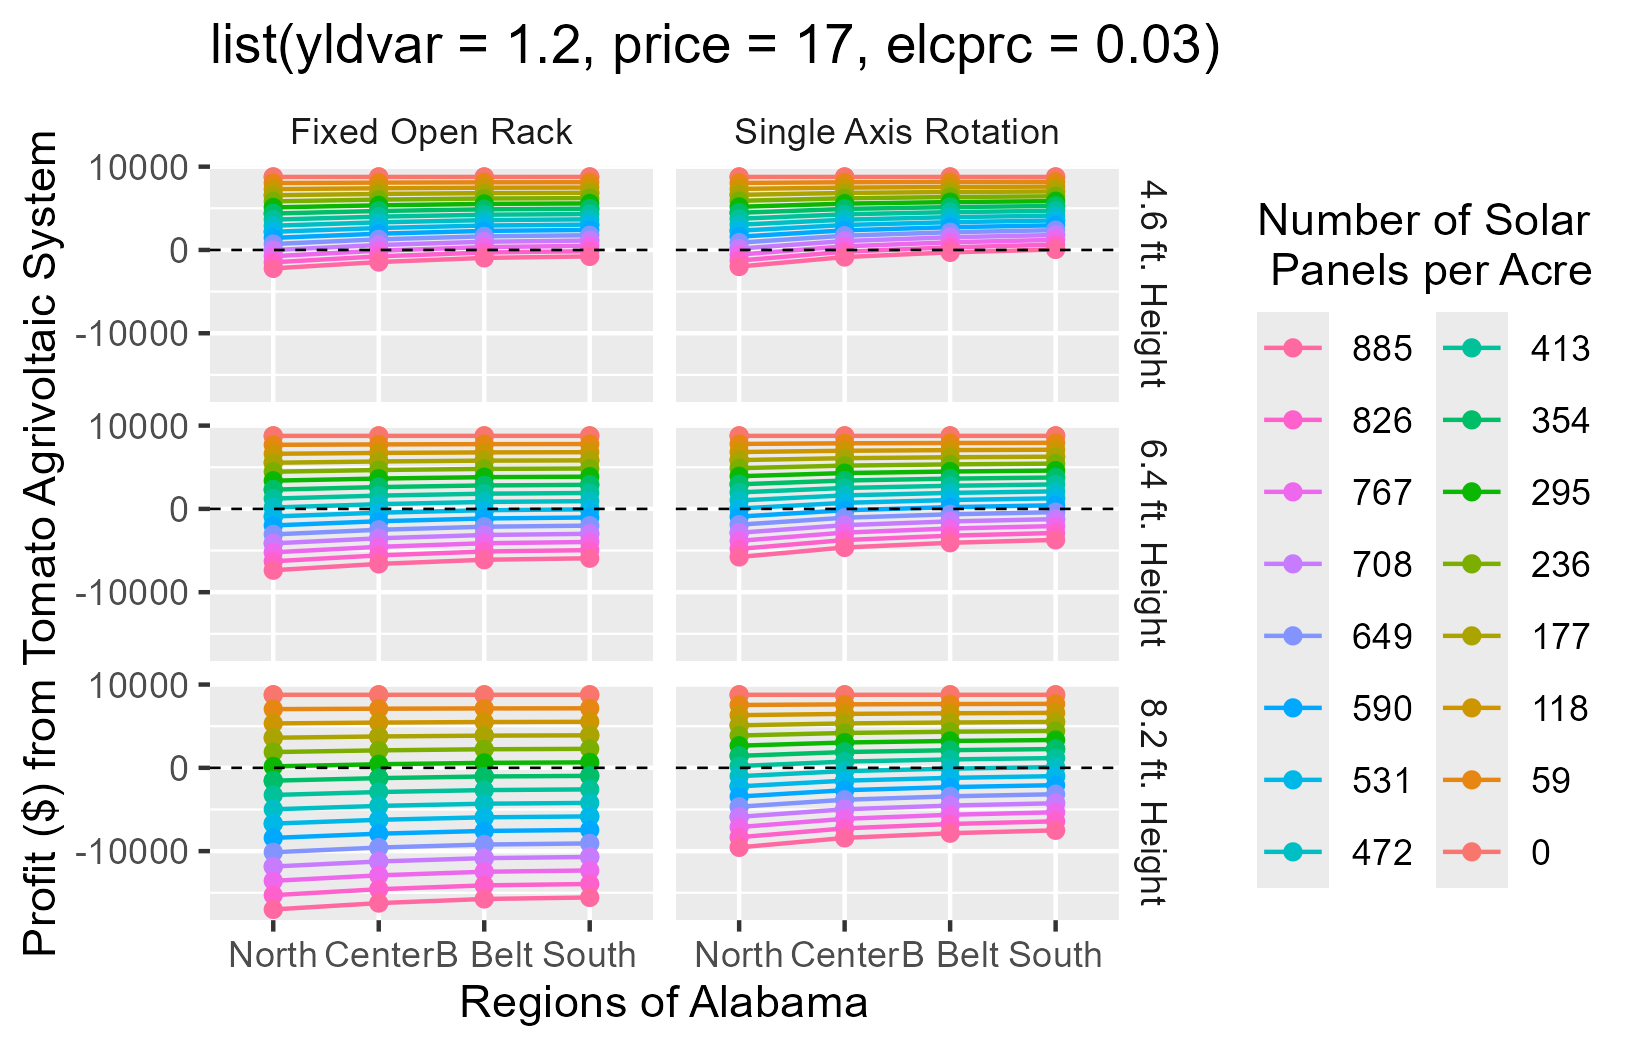 list(yldvar = 1.2, price = 17, elcprc = 0.03)
Fixed Open Rack
Single Axis Rotation
Profit ($) from Tomato Agrivoltaic System
10000
0
-10000
4.6 ft. Height
10000
0
-10000
6.4 ft. Height
10000
0
-10000
8.2 ft. Height
North Center B Belt South
North Center B Belt South
Regions of Alabama
Number of Solar
Panels per Acre
885 413
826 354
767 295
708 236
649 177
590 118
531 59
472 0